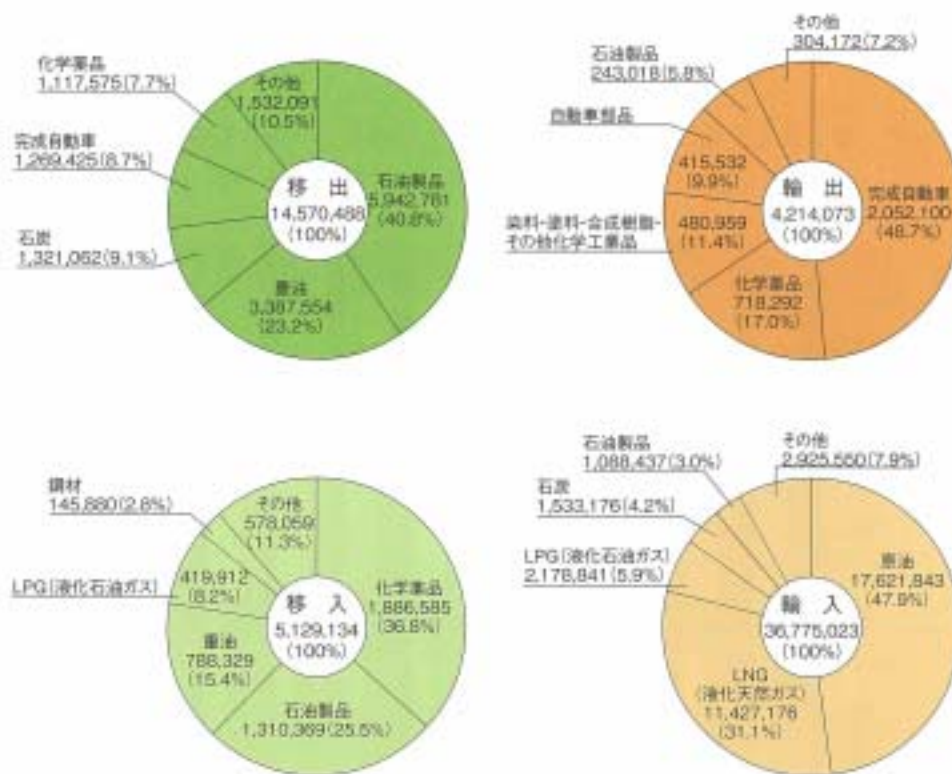 化学薬品
1,117,575(7.7%)
その他
1,532,091
(10.5%)
完成自動車
1,269,425(8.7%)
石油製品
5,942,781
(40.8%)
移 出
14,570,488
(100%)
石炭
1,321,062(9.1%)
重油
3,387,554
(23.2%)
その他
304,172(7.2%)
石油製品
243,018(5.8%)
自動車部品
415,532
(9.9%)
輸 出
4,214,073
(100%)
完成自動車
2,052,100
(48.7%)
染料・塗料・合成樹脂・
その他化学工業品
480,959
(11.4%)
化学薬品
718,292
(17.0%)
鋼材
145,880(2.8%)
その他
578,059
(11.3%)
LPG(液化石油ガス)
419,912
(8.2%)
移 入
5,129,134
(100%)
化学薬品
1,886,585
(36.8%)
重油
788,329
(15.4%)
石油製品
1,310,369(25.5%)
石油製品
1,088,437(3.0%)
その他
2,925,550(7.9%)
石炭
1,533,176(4.2%)
LPG(液化石油ガス)
2,178,841(5.9%)
輸 入
36,775,023
(100%)
原油
17,621,843
(47.9%)
LNG
(液化天然ガス)
11,427,176
(31.1%)